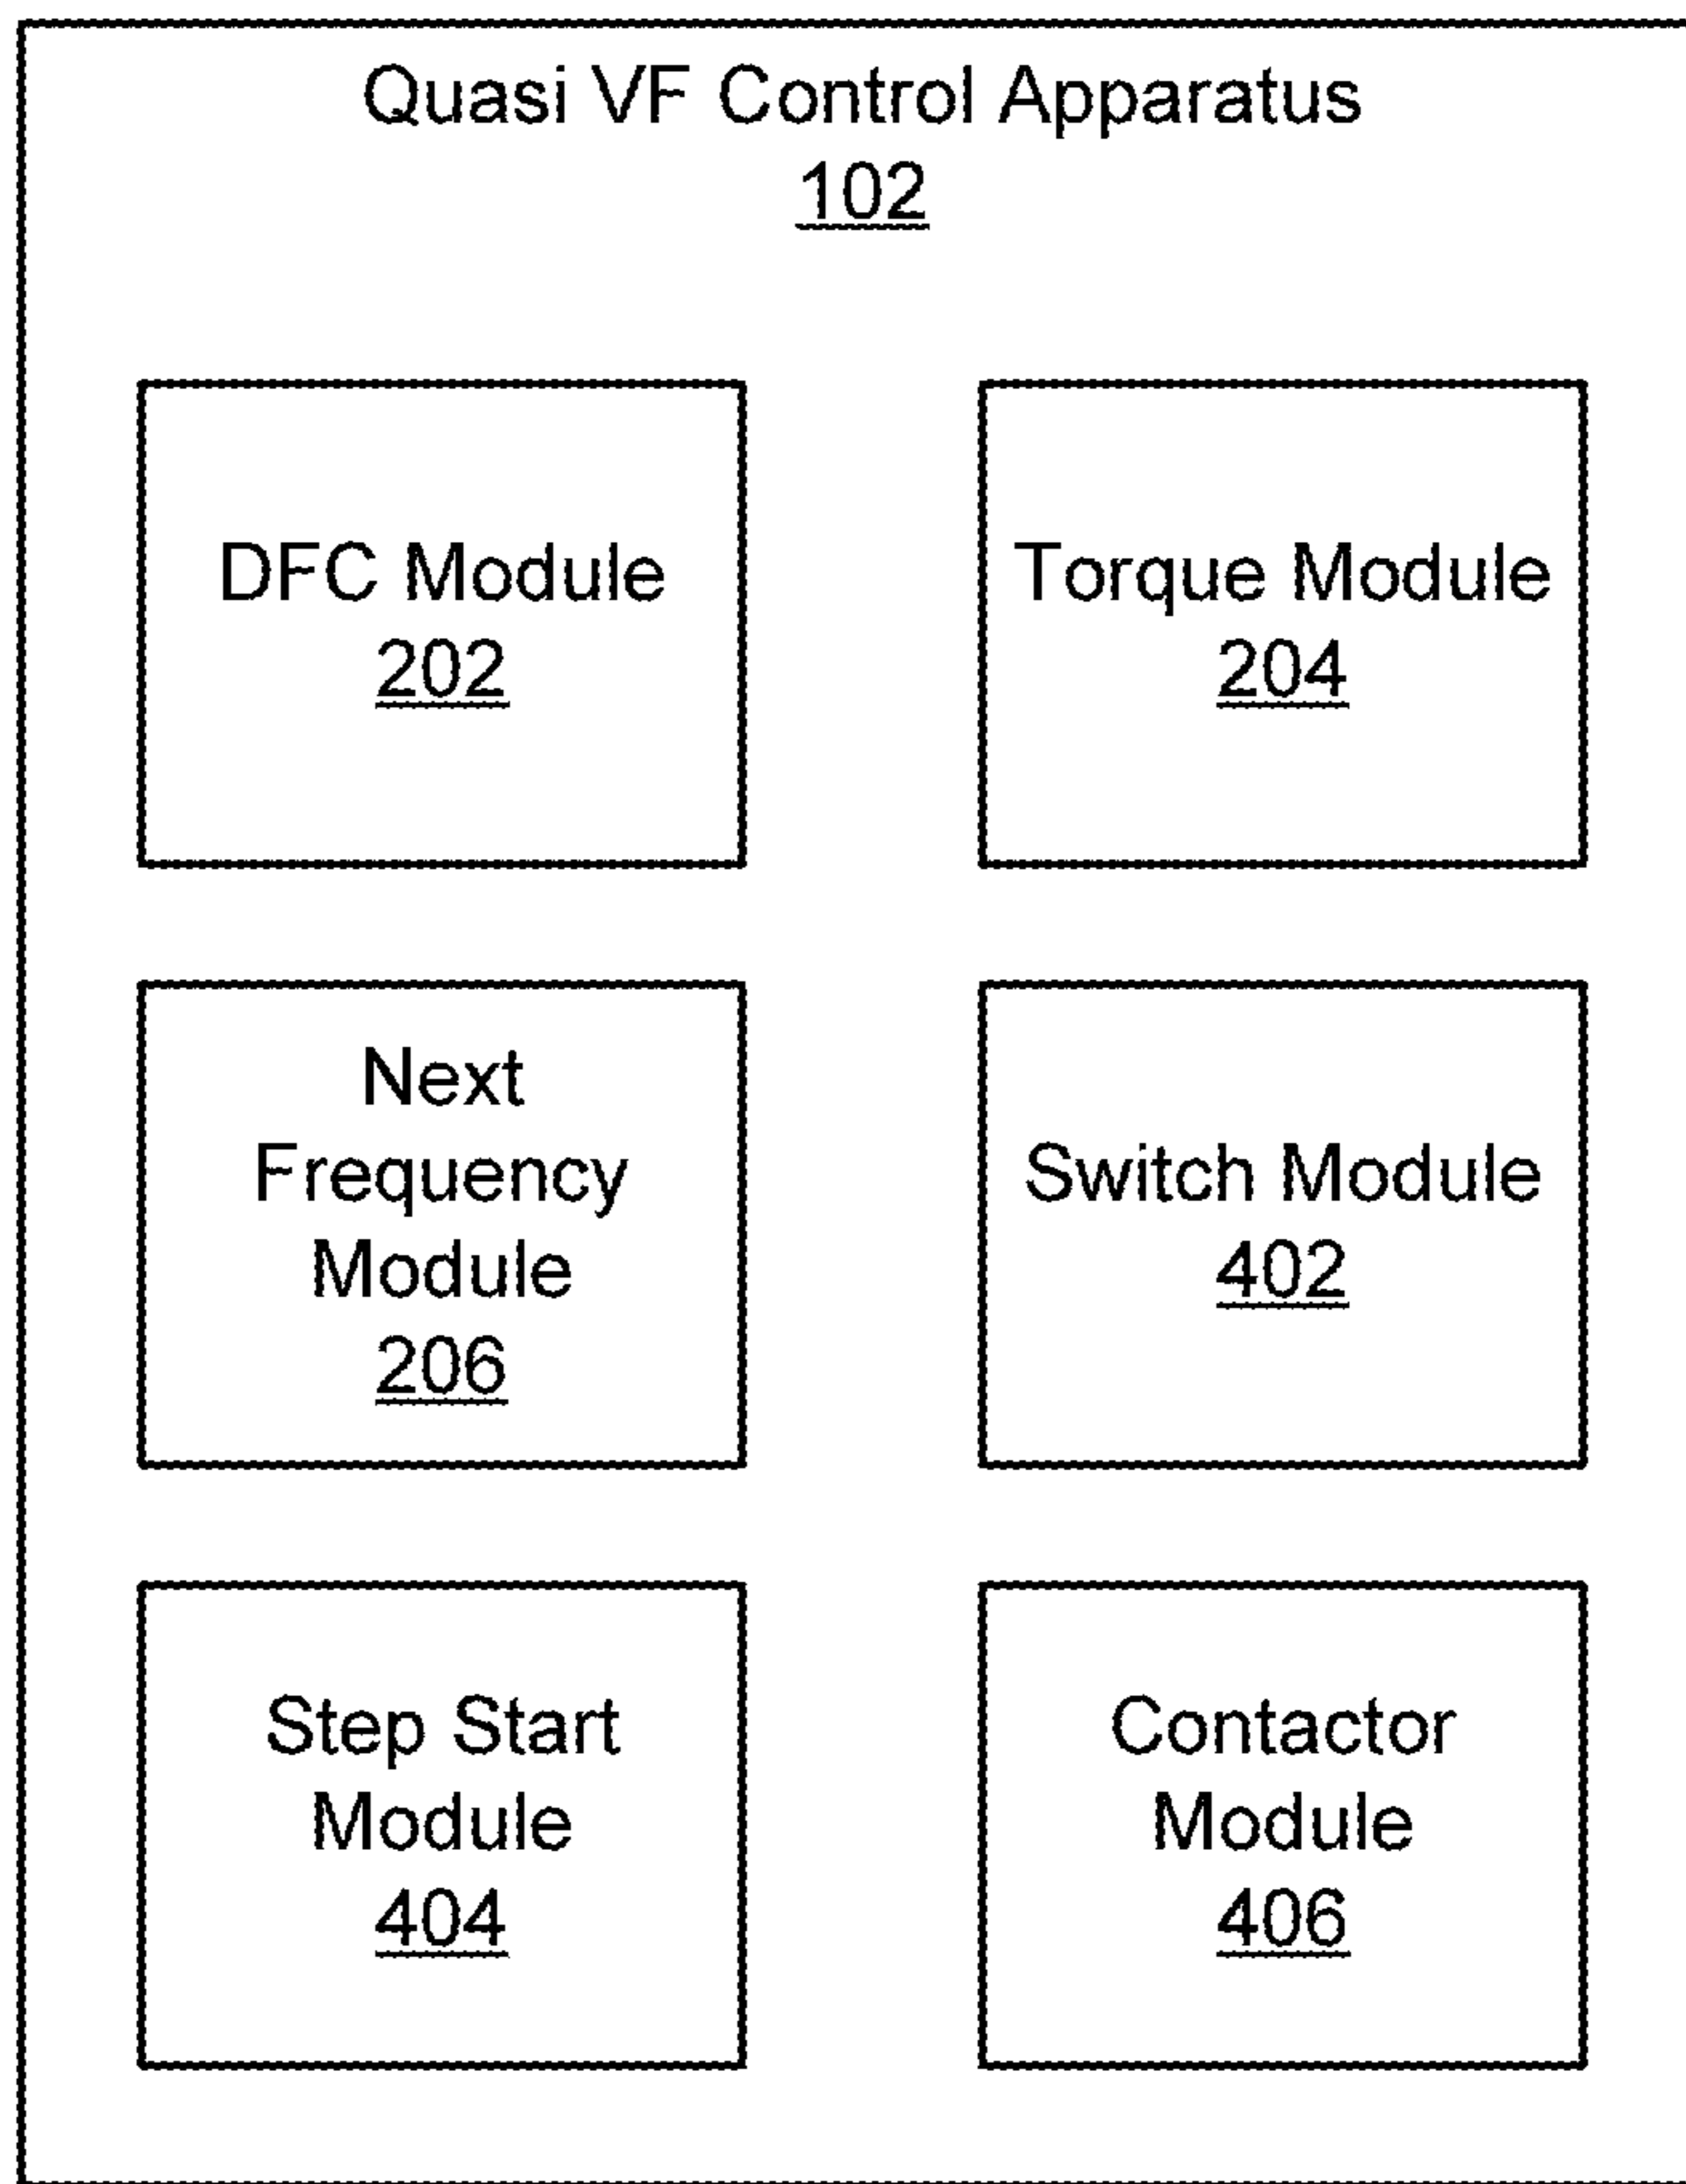 Quasi VF Control Apparatus
102
DFC Module
202
Torque Module
204
Next
Frequency
Module
206
Switch Module
402
Step Start
Module
404
Contactor
Module
406